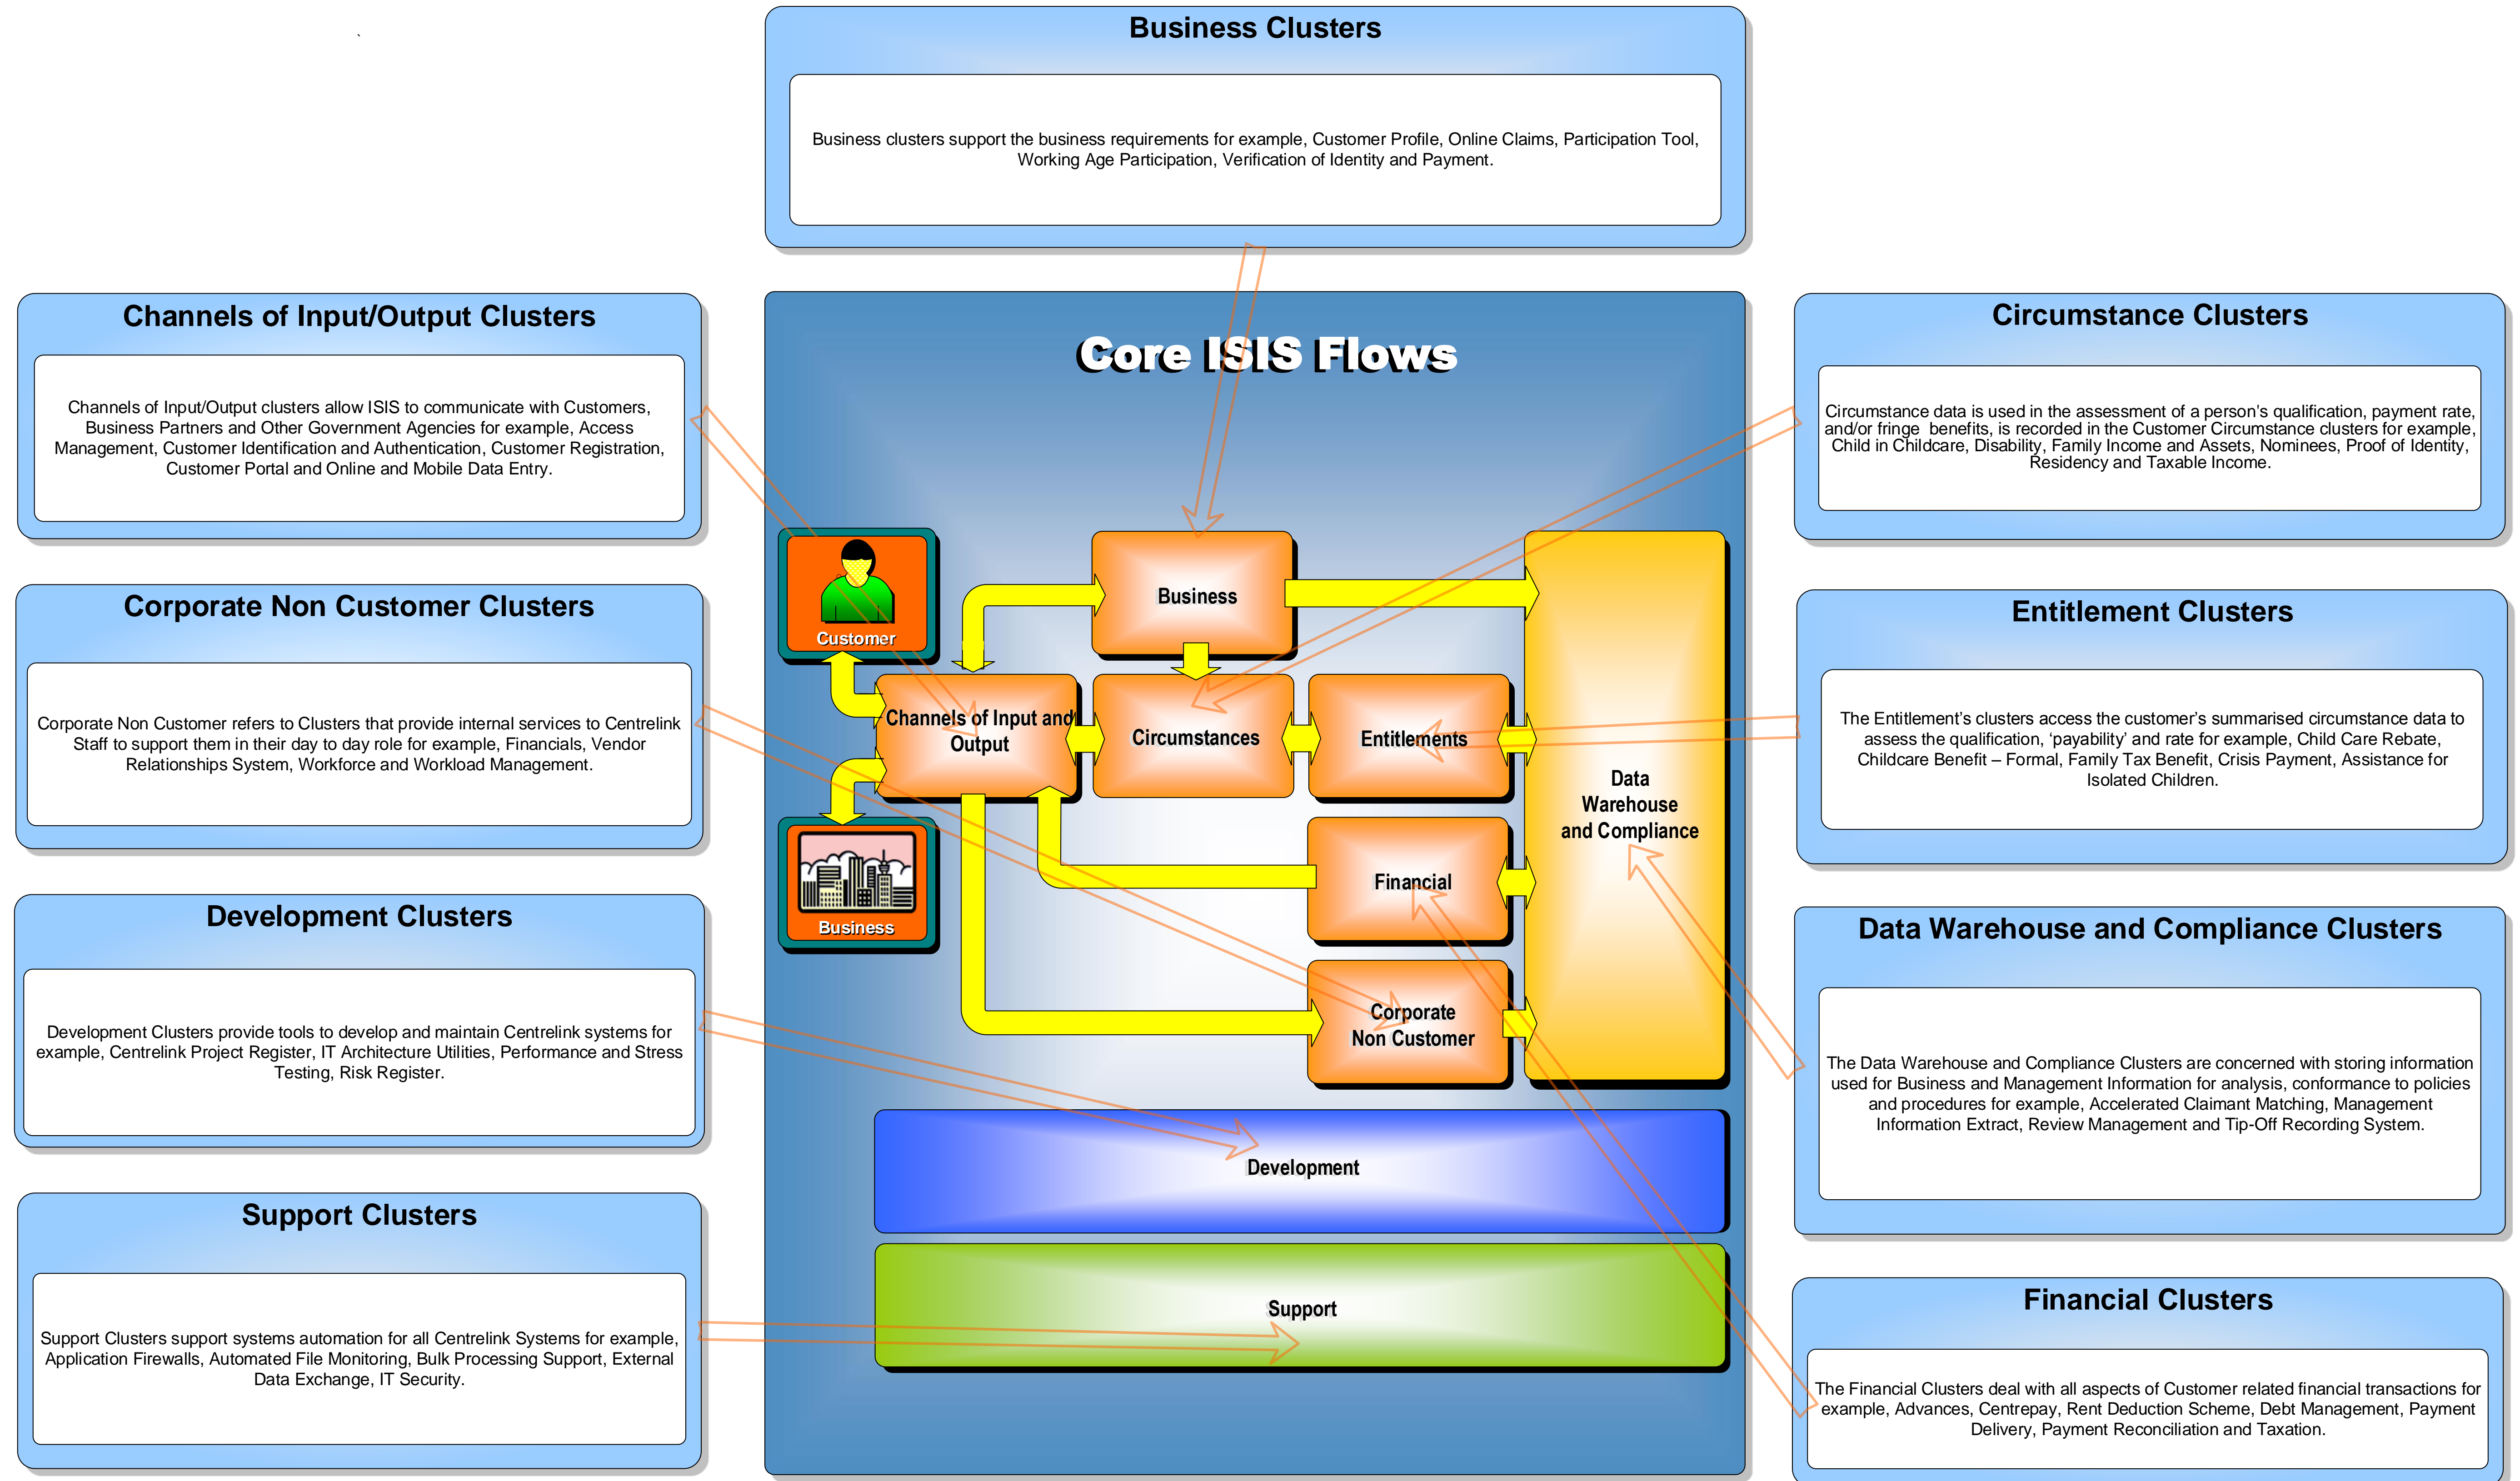 Business Clusters
Business clusters support the business requirements for example, Customer Profile, Online Claims, Participation Tool,
Working Age Participation, Verification of Identity and Payment.
Channels of Input/Output Clusters
Channels of Input/Output clusters allow ISIS to communicate with Customers,
Business Partners and Other Government Agencies for example, Access
Management, Customer Identification and Authentication, Customer Registration,
Customer Portal and Online and Mobile Data Entry.
Corporate Non Customer Clusters
Corporate Non Customer refers to Clusters that provide internal services to Centrelink
Staff to support them in their day to day role for example, Financials, Vendor
Relationships System, Workforce and Workload Management.
Development Clusters
Development Clusters provide tools to develop and maintain Centrelink systems for
example, Centrelink Project Register, IT Architecture Utilities, Performance and Stress
Testing, Risk Register.
Support Clusters
Support Clusters support systems automation for all Centrelink Systems for example,
Application Firewalls, Automated File Monitoring, Bulk Processing Support, External
Data Exchange, IT Security.
Core ISIS Flows
Customer
Business
Business
Channels of Input and
Output
Circumstances
Entitlements
Financial
Corporate
Non Customer
Data
Warehouse
and Compliance
Development
Support
Circumstance Clusters
Circumstance data is used in the assessment of a person's qualification, payment rate,
and/or fringe  benefits, is recorded in the Customer Circumstance clusters for example,
Child in Childcare, Disability, Family Income and Assets, Nominees, Proof of Identity,
Residency and Taxable Income.
Entitlement Clusters
The Entitlement’s clusters access the customer’s summarised circumstance data to
assess the qualification, ‘payability’ and rate for example, Child Care Rebate,
Childcare Benefit – Formal, Family Tax Benefit, Crisis Payment, Assistance for
Isolated Children.
Data Warehouse and Compliance Clusters
The Data Warehouse and Compliance Clusters are concerned with storing information
used for Business and Management Information for analysis, conformance to policies
and procedures for example, Accelerated Claimant Matching, Management
Information Extract, Review Management and Tip-Off Recording System.
Financial Clusters
The Financial Clusters deal with all aspects of Customer related financial transactions for
example, Advances, Centrepay, Rent Deduction Scheme, Debt Management, Payment
Delivery, Payment Reconciliation and Taxation.